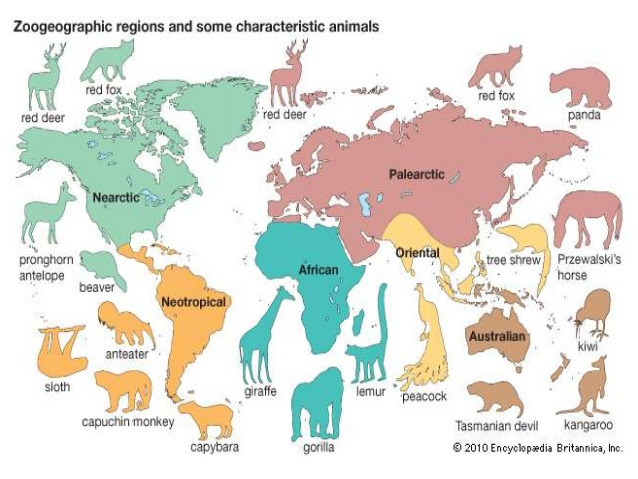 Zoogeographic regions and some characteristic animals
red deer
red fox
red deer
red fox
panda
Nearctic
Palearctic
pronghorn
antelope
beaver
African
Oriental
tree shrew
Przewalski's
horse
Neotropical
Australian
anteater
kiwi
sloth
giraffe
lemur
peacock
capuchin monkey
Tasmanian devil
kangaroo
capybara
gorilla
© 2010 Encyclopædia Britannica, Inc.